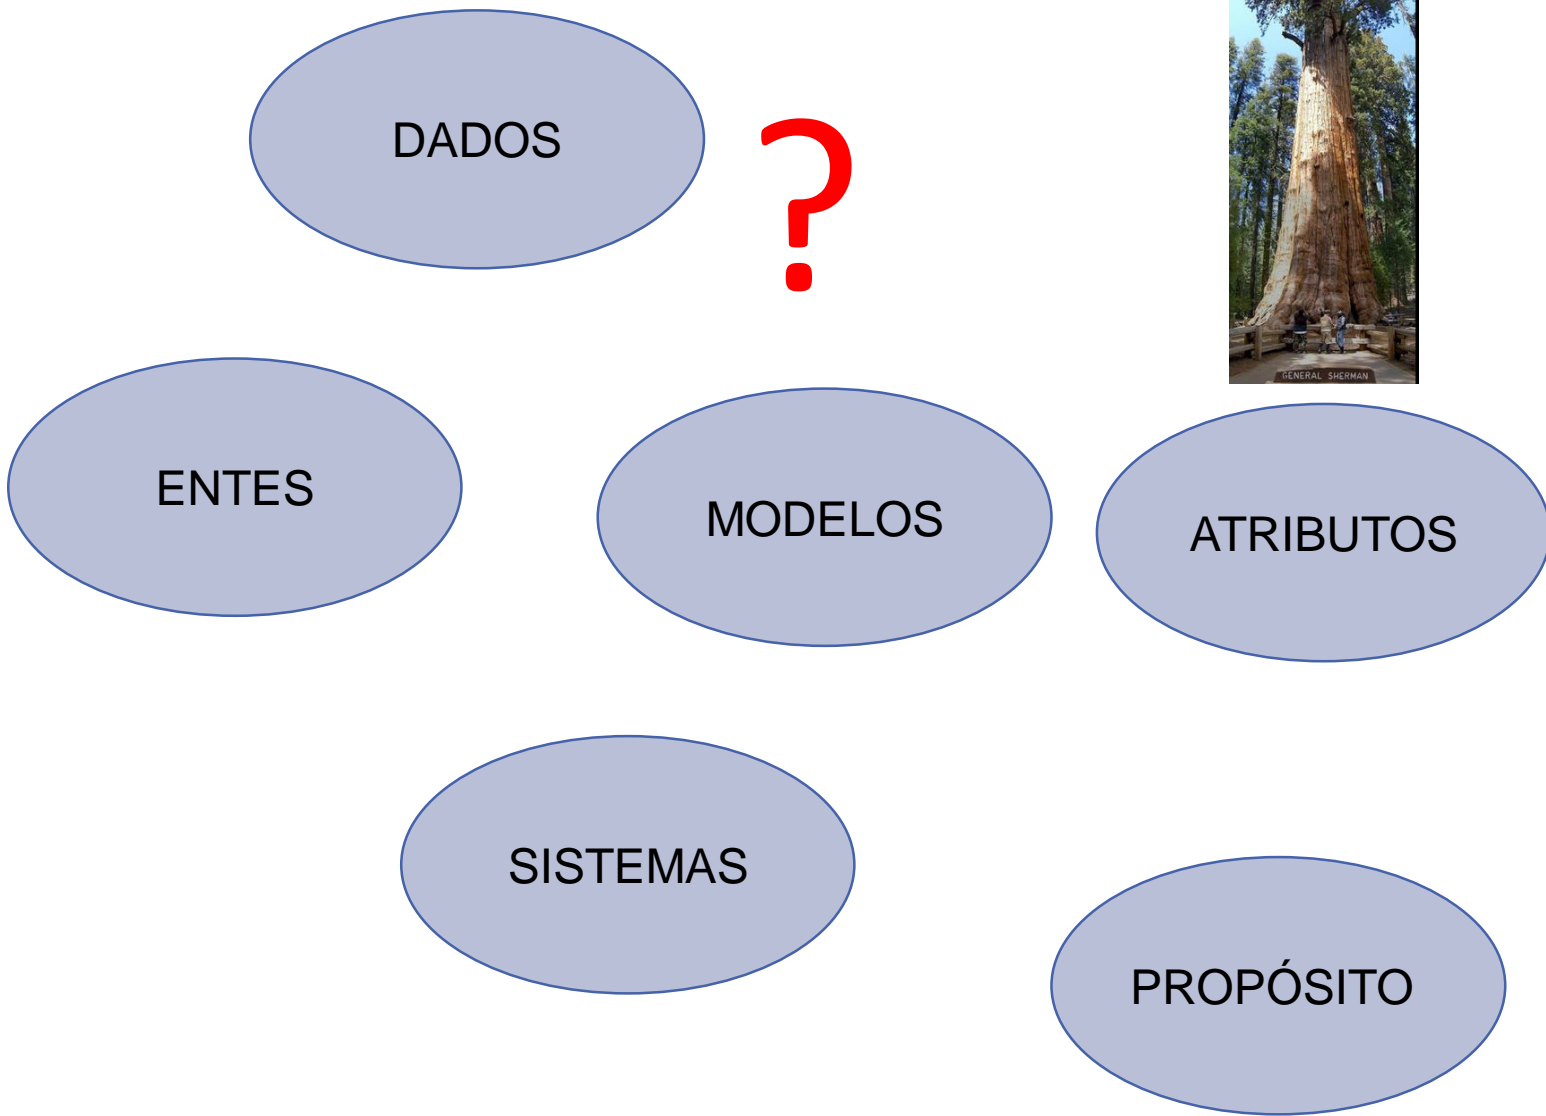 DADOS
?
GENERAL SHERMAN
ENTES
MODELOS
ATRIBUTOS
SISTEMAS
PROPÓSITO